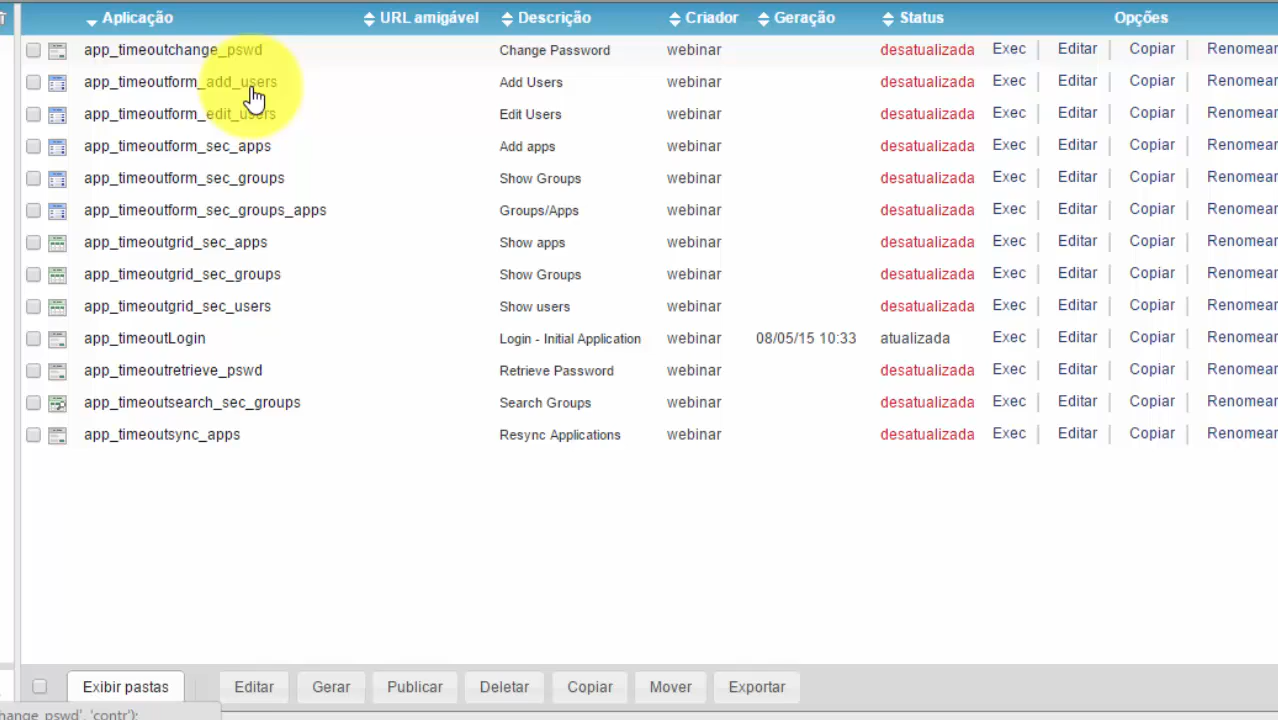 Aplicação URL amigável Descrição Criador Geração Status Opções
app_timeoutchange_pswd Change Password webinar desatualizada Exec | Editar | Copiar | Renomear
app_timeoutform_add_users Add Users webinar desatualizada Exec | Editar | Copiar | Renomear
app_timeoutform_edit_users Edit Users webinar desatualizada Exec | Editar | Copiar | Renomear
app_timeoutform_sec_apps Add apps webinar desatualizada Exec | Editar | Copiar | Renomear
app_timeoutform_sec_groups Show Groups webinar desatualizada Exec | Editar | Copiar | Renomear
app_timeoutform_sec_groups_apps Groups/Apps webinar desatualizada Exec | Editar | Copiar | Renomear
app_timeoutgrid_sec_apps Show apps webinar desatualizada Exec | Editar | Copiar | Renomear
app_timeoutgrid_sec_groups Show Groups webinar desatualizada Exec | Editar | Copiar | Renomear
app_timeoutgrid_sec_users Show users webinar desatualizada Exec | Editar | Copiar | Renomear
app_timeoutLogin Login - Initial Application webinar 08/05/15 10:33 atualizada Exec | Editar | Copiar | Renomear
app_timeoutretrieve_pswd Retrieve Password webinar desatualizada Exec | Editar | Copiar | Renomear
app_timeoutsearch_sec_groups Search Groups webinar desatualizada Exec | Editar | Copiar | Renomear
app_timeoutsync_apps Resync Applications webinar desatualizada Exec | Editar | Copiar | Renomear
Exibir pastas Editar Gerar Publicar Deletar Copiar Mover Exportar
hange_pswd', 'contr');